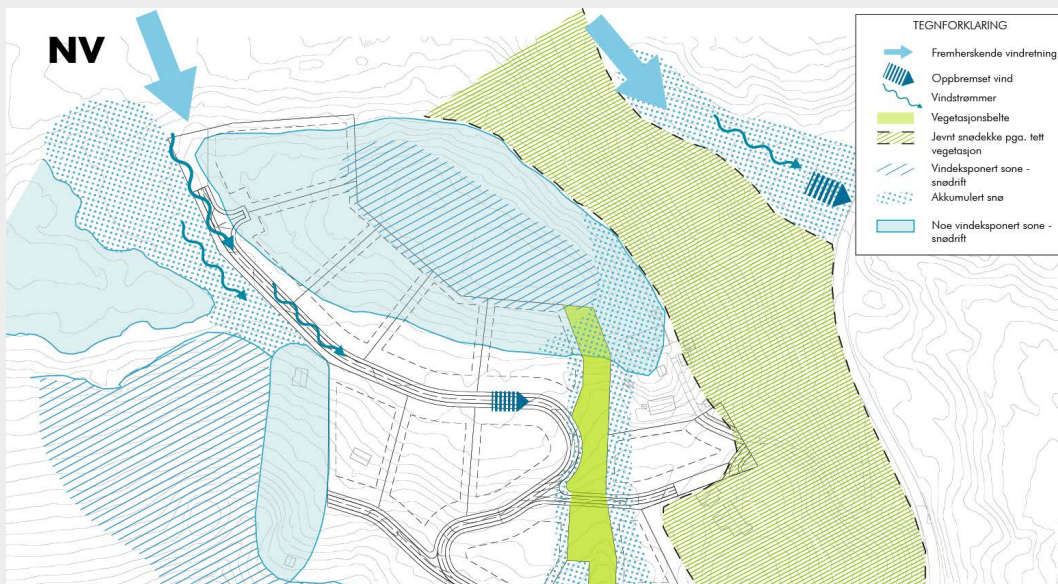 NV
TEGNFORKLARING
Fremherskende vindretning
Oppbremset vind
Vindstrømmer
Vegetasjonsbelte
Jevnt snødekke pga. tett
vegetasjon
Vindeksponert sone -
snødrift
Akkumulert snø
Noe vindeksponert sone -
snødrift